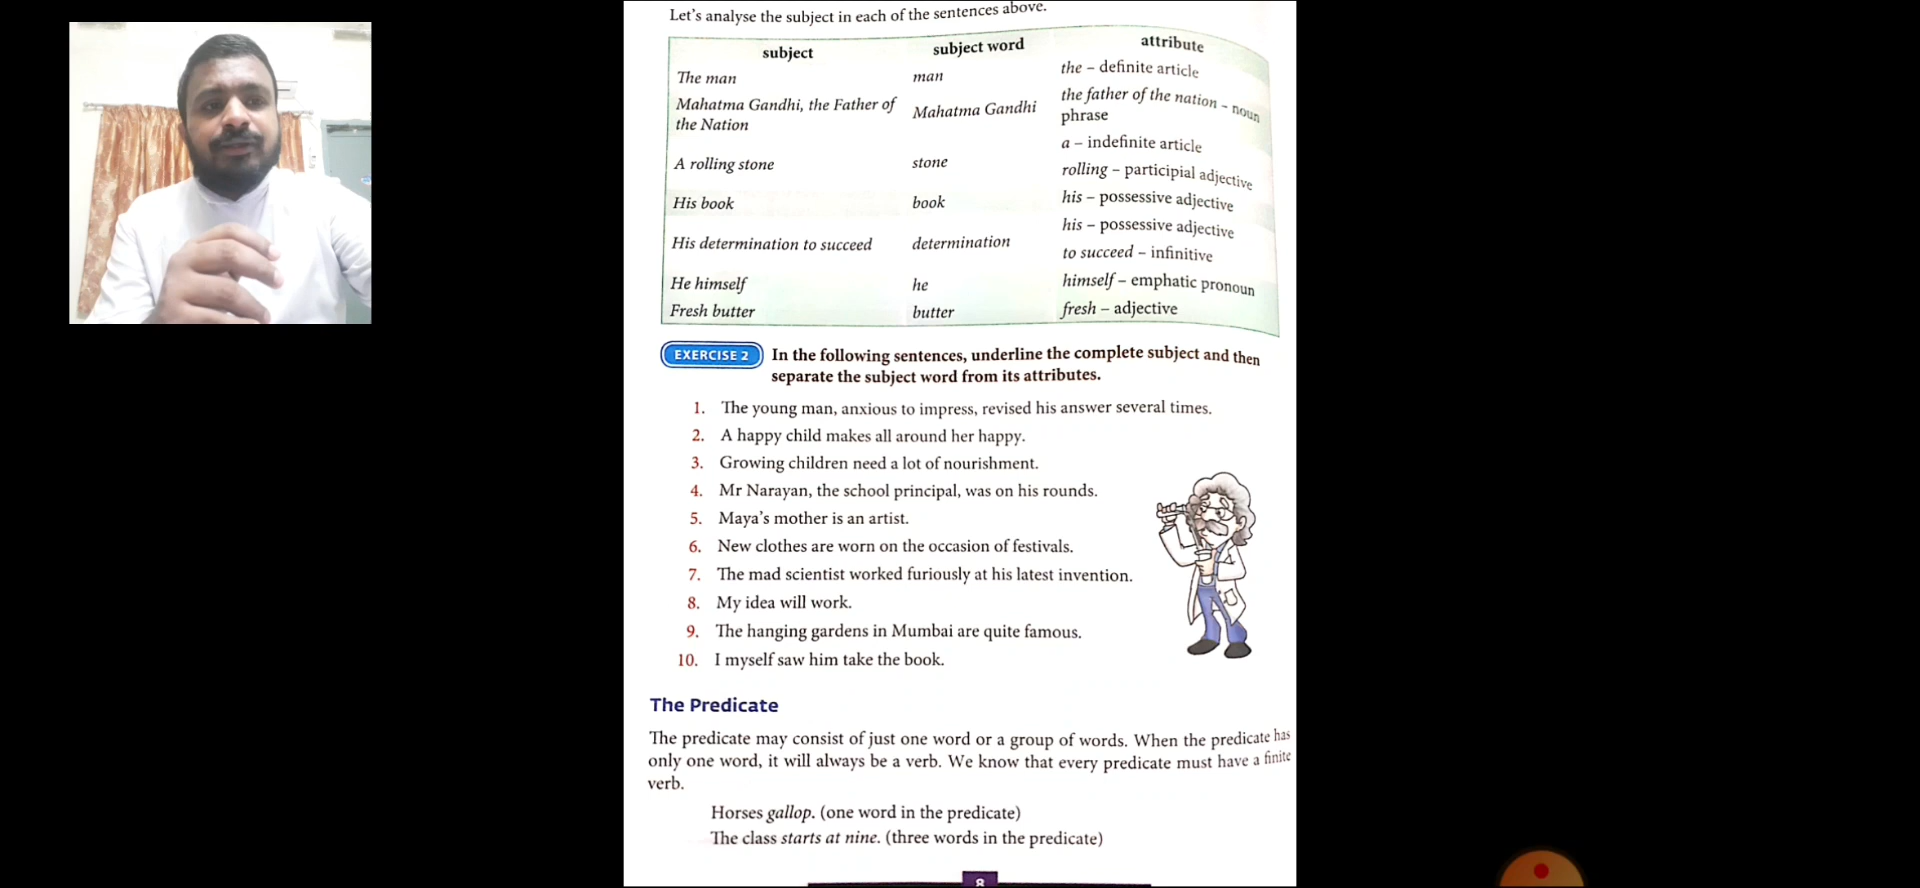 Let's analyse the subject in each of the sentences above.
subject subject word attribute
The man man the – definite article
Mahatma Gandhi, the Father of the Nation Mahatma Gandhi the father of the nation – noun phrase
A rolling stone stone a – indefinite article
rolling – participial adjective
His book book his – possessive adjective
His determination to succeed determination his – possessive adjective
to succeed – infinitive
He himself he himself – emphatic pronoun
Fresh butter butter fresh – adjective
EXERCISE 2 In the following sentences, underline the complete subject and then
separate the subject word from its attributes.
1. The young man, anxious to impress, revised his answer several times.
2. A happy child makes all around her happy.
3. Growing children need a lot of nourishment.
4. Mr Narayan, the school principal, was on his rounds.
5. Maya's mother is an artist.
6. New clothes are worn on the occasion of festivals.
7. The mad scientist worked furiously at his latest invention.
8. My idea will work.
9. The hanging gardens in Mumbai are quite famous.
10. I myself saw him take the book.
The Predicate
The predicate may consist of just one word or a group of words. When the predicate has
only one word, it will always be a verb. We know that every predicate must have a finite
verb.
Horses gallop. (one word in the predicate)
The class starts at nine. (three words in the predicate)
8